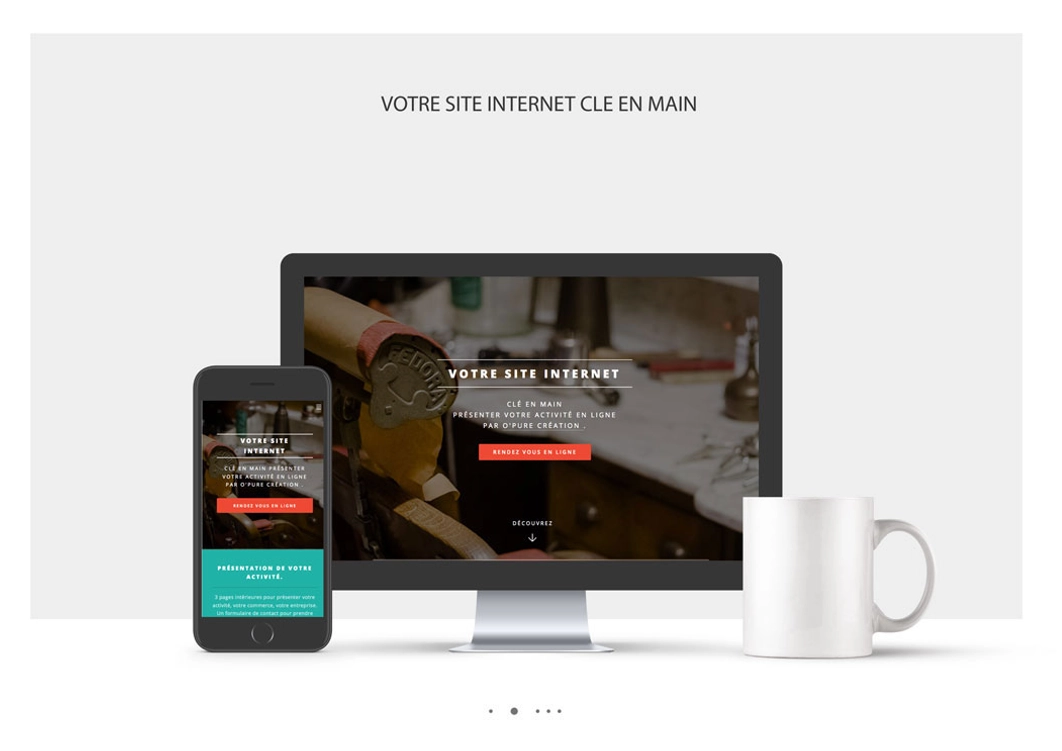 VOTRE SITE INTERNET CLE EN MAIN
FEDORA
VOTRE SITE INTERNET
CLÉ EN MAIN
PRÉSENTER VOTRE ACTIVITÉ EN LIGNE
PAR O'PURE CRÉATION .
RENDEZ VOUS EN LIGNE
DÉCOUVREZ
VOTRE SITE
INTERNET
CLÉ EN MAIN PRÉSENTER
VOTRE ACTIVITÉ EN LIGNE
PAR O'PURE CRÉATION .
RENDEZ VOUS EN LIGNE
PRÉSENTATION DE VOTRE
ACTIVITÉ.
3 pages intérieures pour présenter votre
activité, votre commerce, votre entreprise.
Un formulaire de contact pour prendre